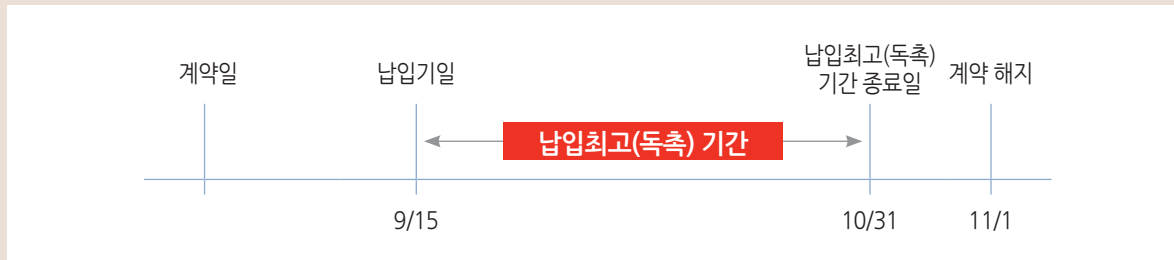 계약일
납입기일
납입최고(독촉)
기간 종료일
계약 해지
납입최고(독촉) 기간
9/15
10/31
11/1